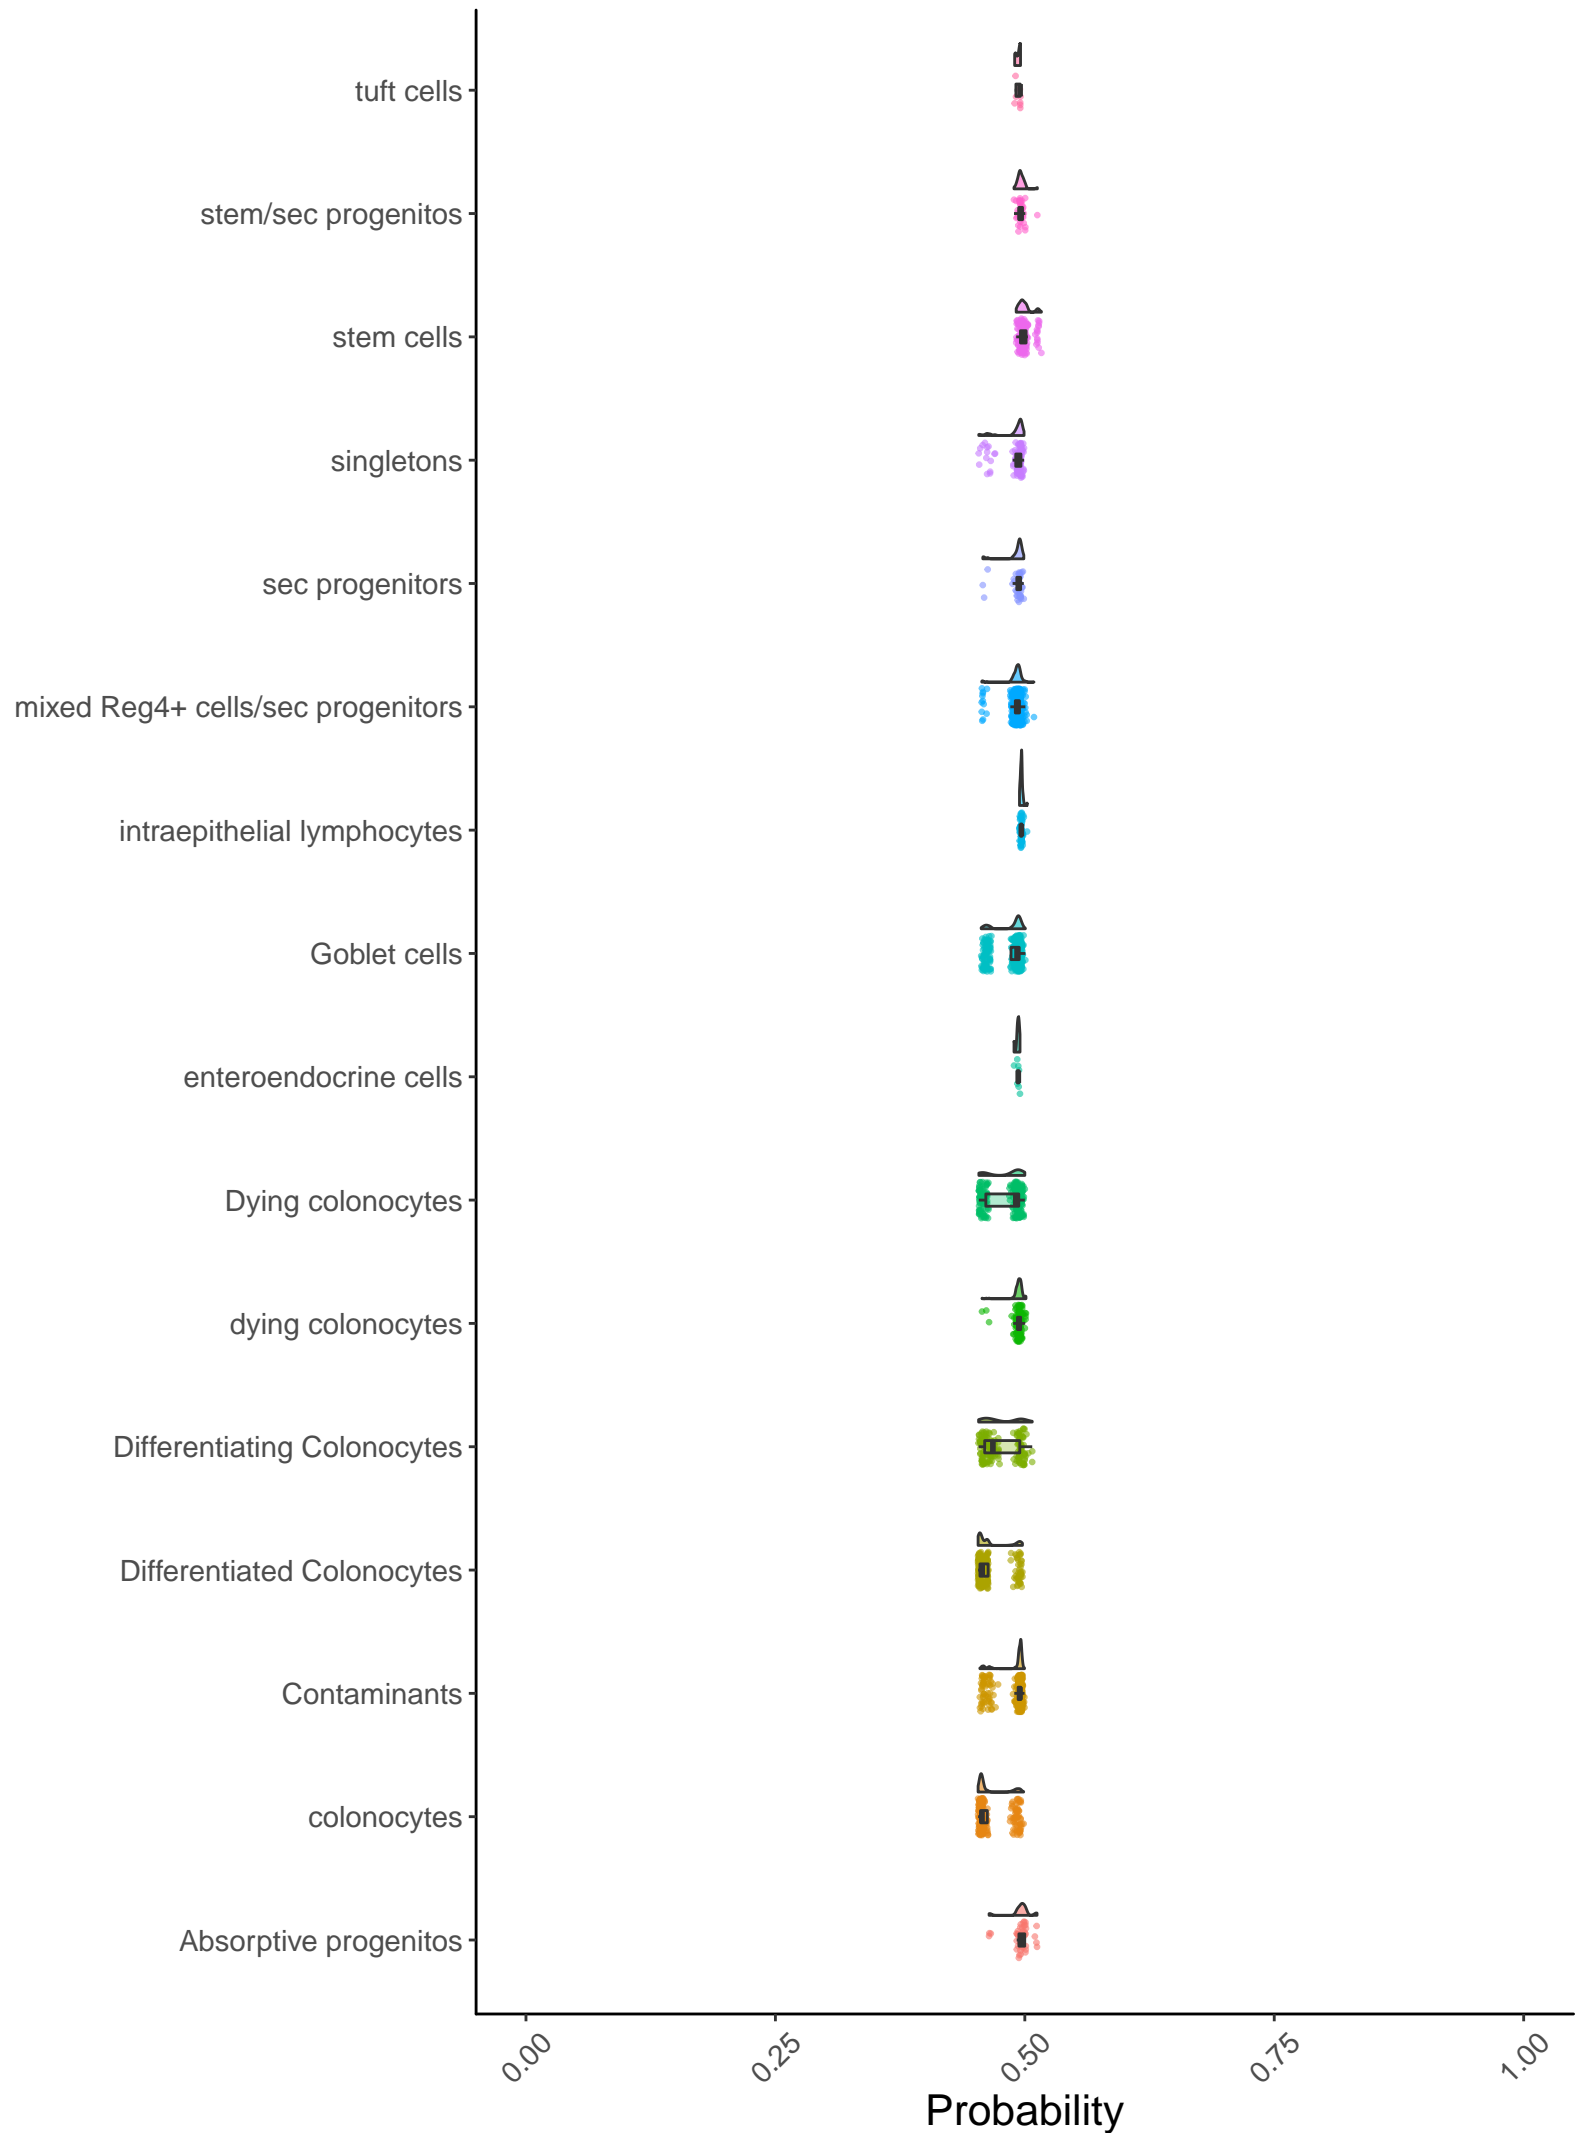 tuft cells
stem/sec progenitos
stem cells
singletons
sec progenitors
mixed Reg4+ cells/sec progenitors
intraepithelial lymphocytes
Goblet cells
enteroendocrine cells
Dying colonocytes
dying colonocytes
Differentiating Colonocytes
Differentiated Colonocytes
Contaminants
colonocytes
Absorptive progenitos
0.00 0.25 0.50 0.75 1.00
Probability